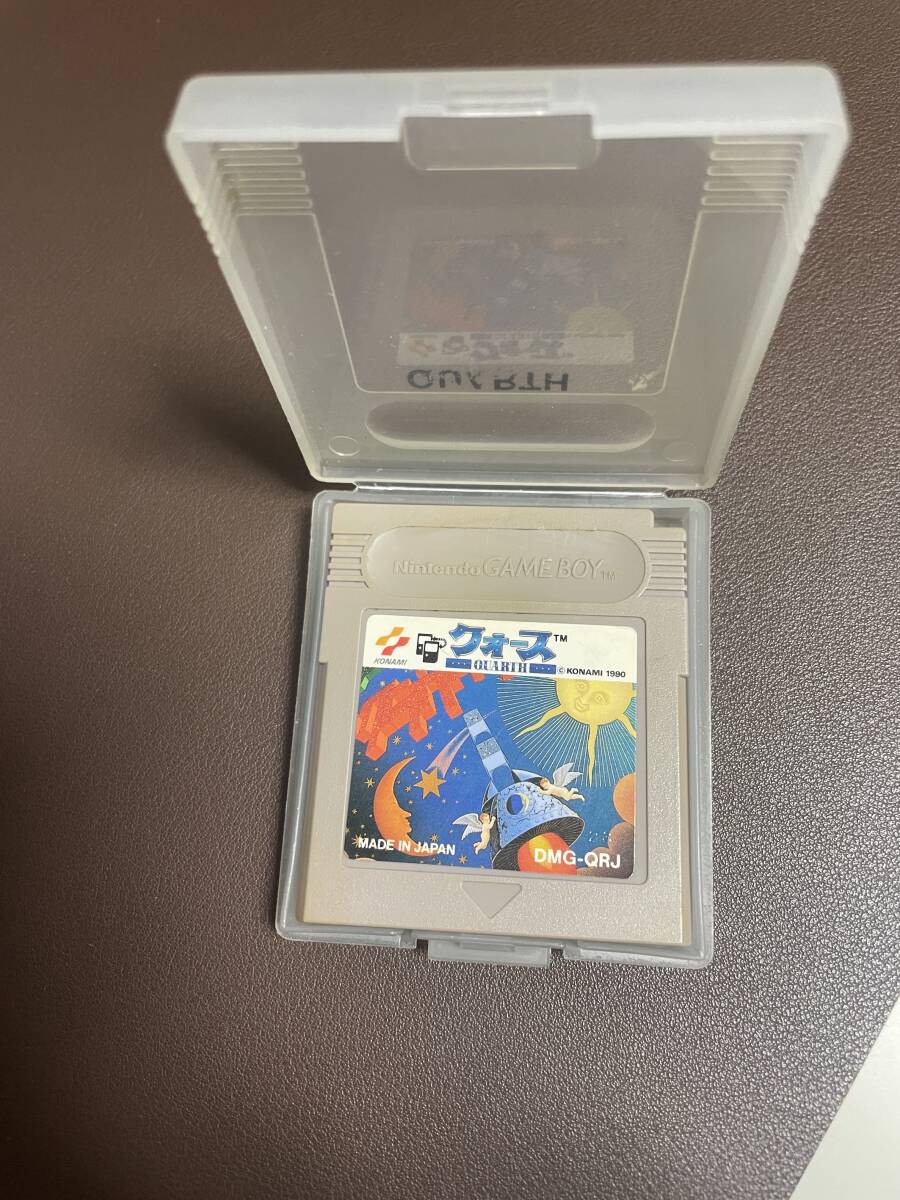 QUARTH
Nintendo GAME BOY™
KONAMI
クォース™
QUARTH
© KONAMI 1990
MADE IN JAPAN
DMG-QRJ